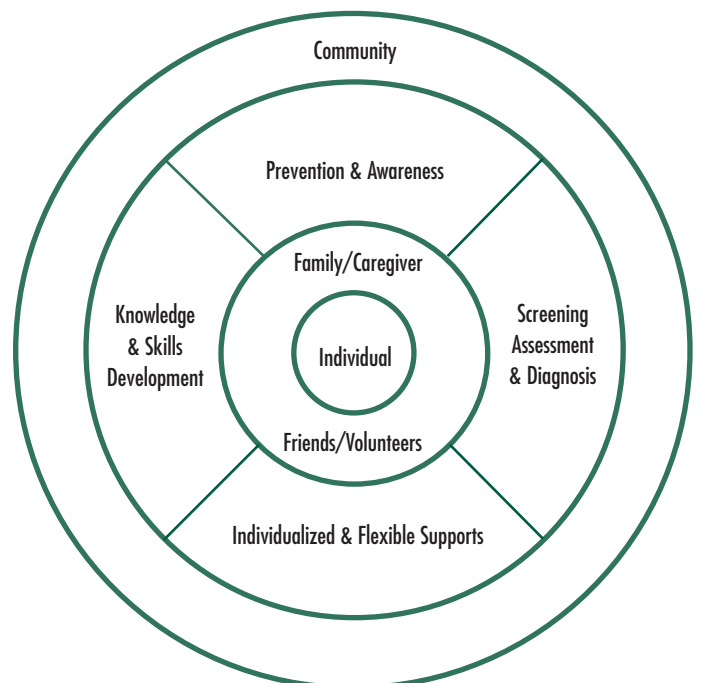 Community
Prevention & Awareness
Family/Caregiver
Knowledge
& Skills
Development
Individual
Screening
Assessment
& Diagnosis
Friends/Volunteers
Individualized & Flexible Supports